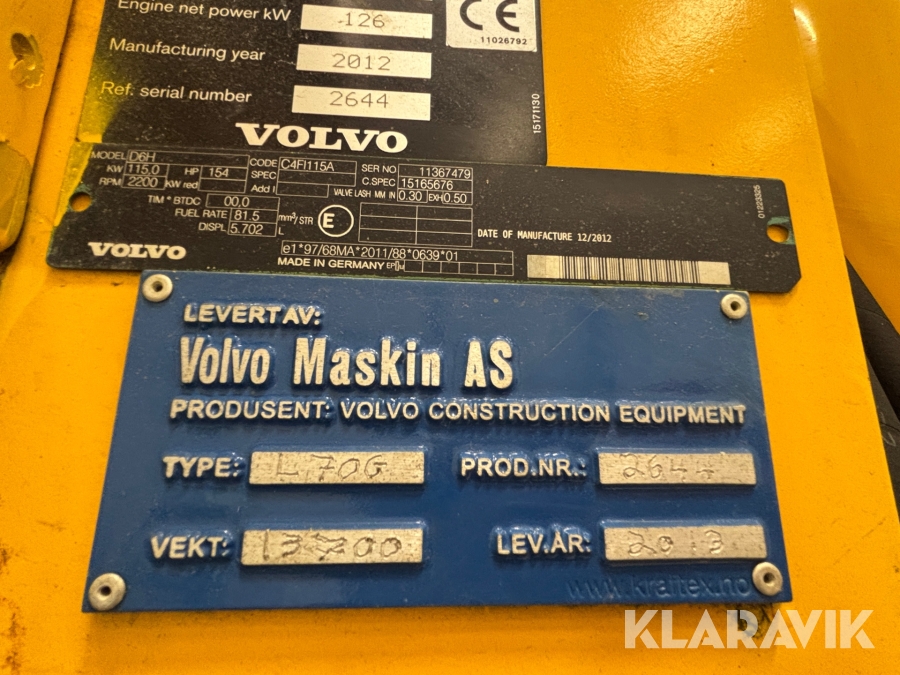 Engine net power kW 126
Manufacturing year 2012
Ref. serial number 2644
CE
11026792
15171130
VOLVO
MODEL D6H CODE C4FI115A SER NO 11367479
KW 115,0 HP 154 SPEC C.SPEC 15165676
RPM 2200 KW red Add I VALVE LASH MM IN 0.30 EXH 0.50
TIM ° BTDC 00,0
FUEL RATE 81.5 mm³/STR E
DISPL 5.702 L
DATE OF MANUFACTURE 12/2012
01223325
VOLVO
e1*97/68MA*2011/88*0639*01
MADE IN GERMANY
LEVERT AV:
Volvo Maskin AS
PRODUSENT: VOLVO CONSTRUCTION EQUIPMENT
TYPE: L70G PROD.NR.: 2644
VEKT: 13700 LEV.ÅR: 2013
www.kraftex.no
KLARAVIK